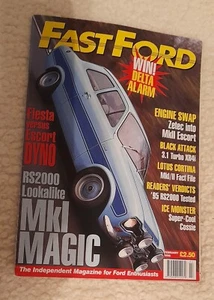 FAST FORD
WIN!
DELTA
ALARM
Fiesta
versus
Escort
DYNO
RS2000
Lookalike
MkI
MAGIC
ENGINE SWAP
Zetec Into
MkII Escort
BLACK ATTACK
3.1 Turbo XR4i
LOTUS CORTINA
Mk/II Fact File
READERS' VERDICTS
'95 RS2000 Tested
ICE MONSTER
Super-Cool
Cossie
£2.50
The Independent Magazine for Ford Enthusiasts